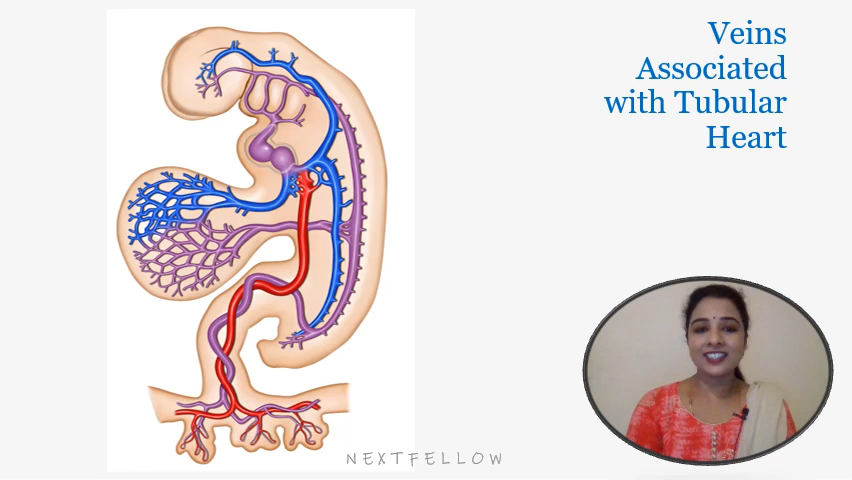 Veins
Associated
with Tubular
Heart
NEXTFELLOW